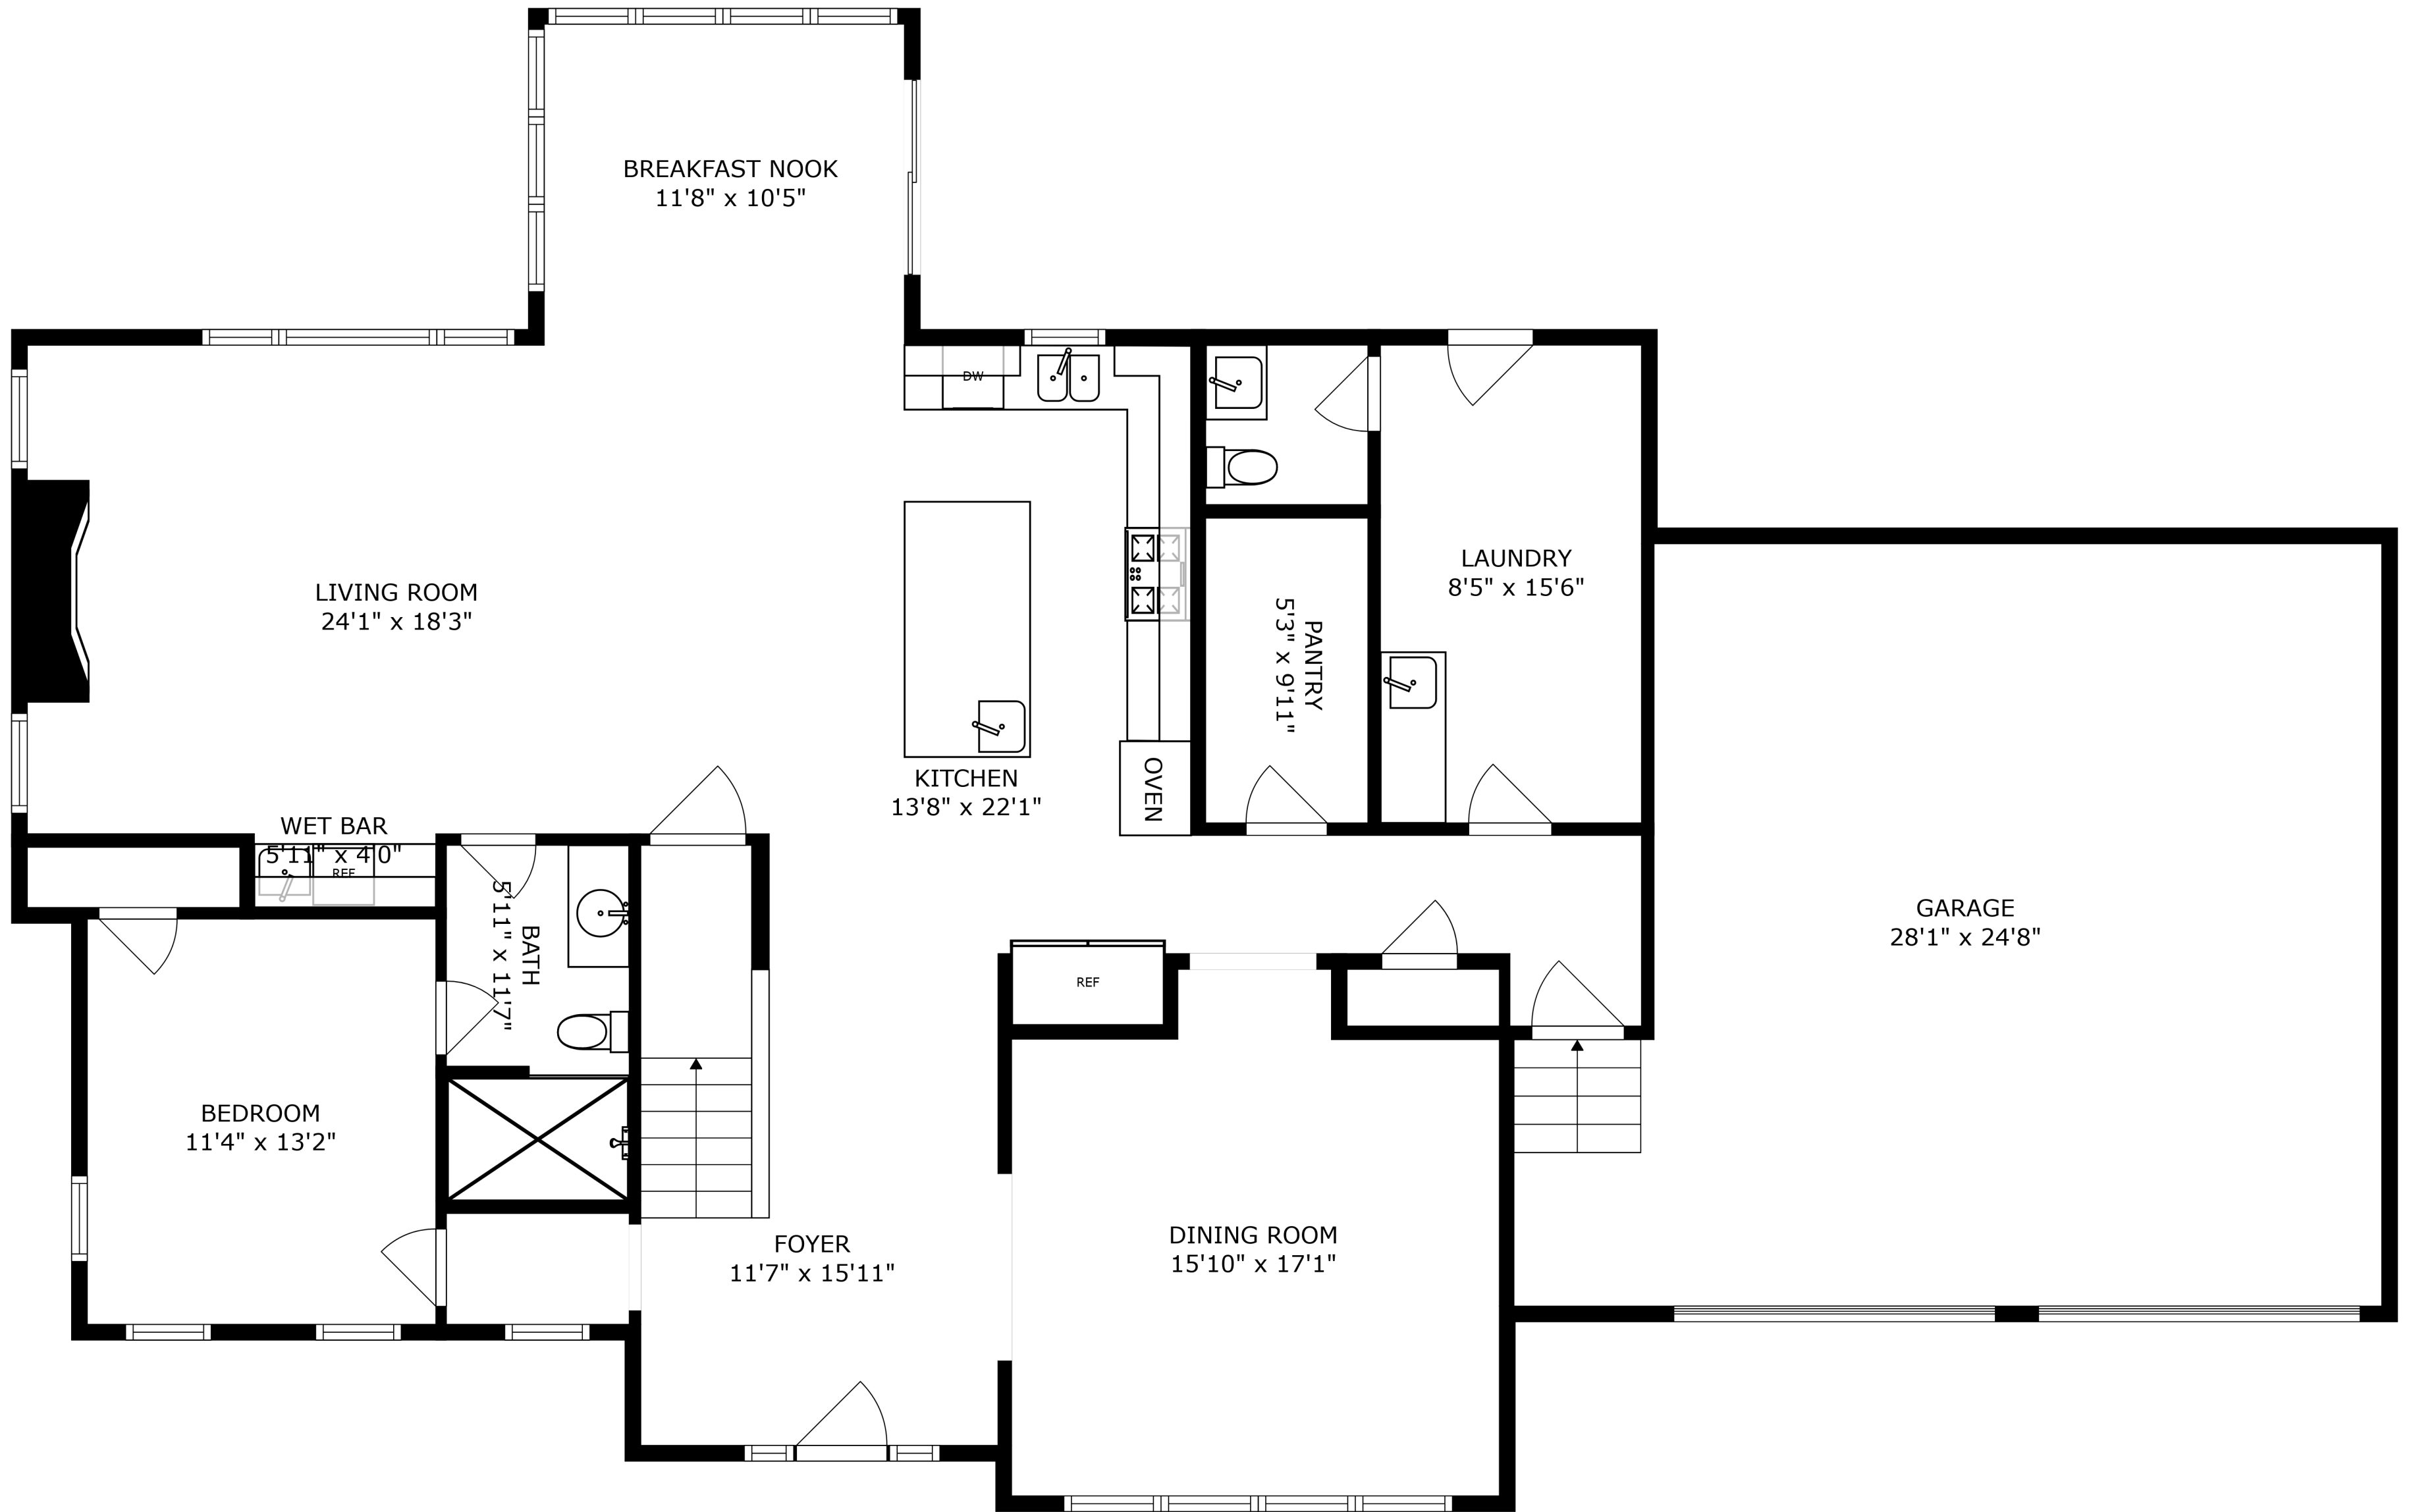 BREAKFAST NOOK
11'8" x 10'5"
DW
LIVING ROOM
24'1" x 18'3"
LAUNDRY
8'5" x 15'6"
PANTRY
5'3" x 9'11"
KITCHEN
13'8" x 22'1"
OVEN
WET BAR
5'11" x 4'0"
REF
BATH
5'11" x 11'7"
GARAGE
28'1" x 24'8"
REF
BEDROOM
11'4" x 13'2"
FOYER
11'7" x 15'11"
DINING ROOM
15'10" x 17'1"